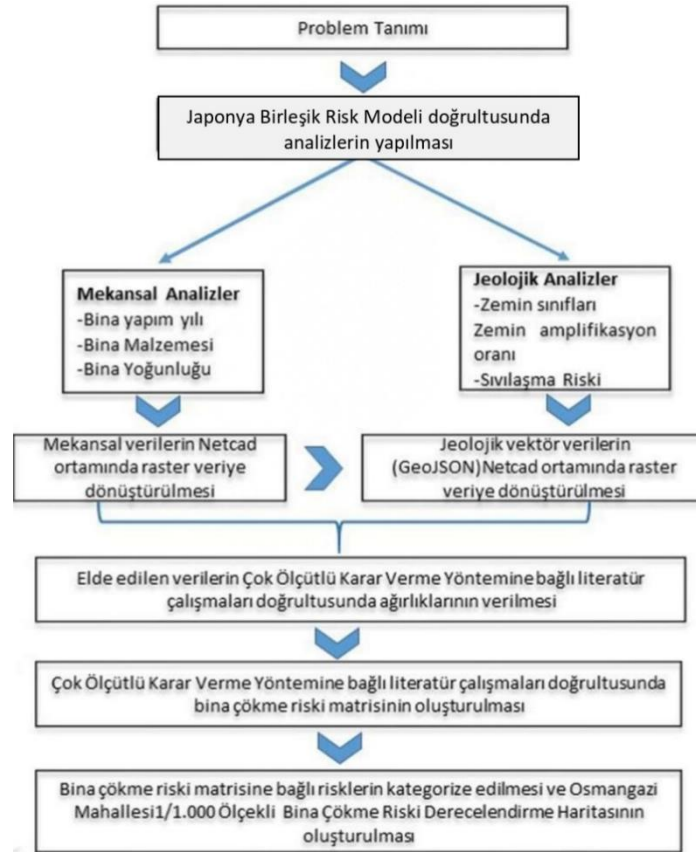 Problem Tanımı
Japonya Birleşik Risk Modeli doğrultusunda
analizlerin yapılması
Mekansal Analizler
-Bina yapım yılı
-Bina Malzemesi
-Bina Yoğunluğu
Jeolojik Analizler
-Zemin sınıfları
Zemin amplifikasyon
oranı
-Sıvılaşma Riski
Mekansal verilerin Netcad
ortamında raster veriye
dönüştürülmesi
Jeolojik vektör verilerin
(GeoJSON)Netcad ortamında raster
veriye dönüştürülmesi
Elde edilen verilerin Çok Ölçütlü Karar Verme Yöntemine bağlı literatür
çalışmaları doğrultusunda ağırlıklarının verilmesi
Çok Ölçütlü Karar Verme Yöntemine bağlı literatür çalışmaları doğrultusunda
bina çökme riski matrisinin oluşturulması
Bina çökme riski matrisine bağlı risklerin kategorize edilmesi ve Osmangazi
Mahallesi1/1.000 Ölçekli Bina Çökme Riski Derecelendirme Haritasının
oluşturulması